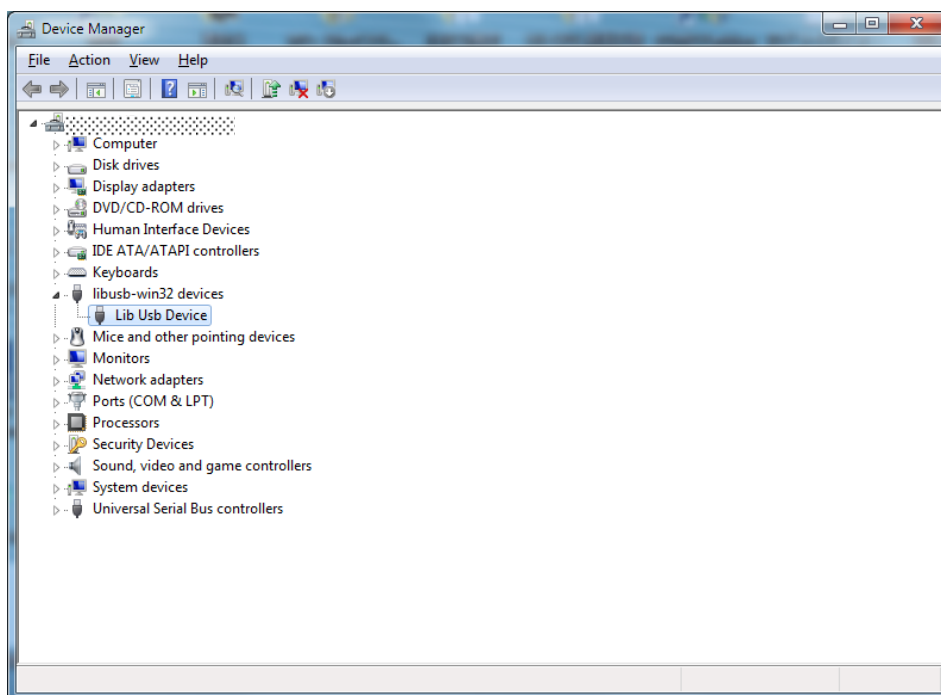 Device Manager
File Action View Help
Computer
Disk drives
Display adapters
DVD/CD-ROM drives
Human Interface Devices
IDE ATA/ATAPI controllers
Keyboards
libusb-win32 devices
Lib Usb Device
Mice and other pointing devices
Monitors
Network adapters
Ports (COM & LPT)
Processors
Security Devices
Sound, video and game controllers
System devices
Universal Serial Bus controllers